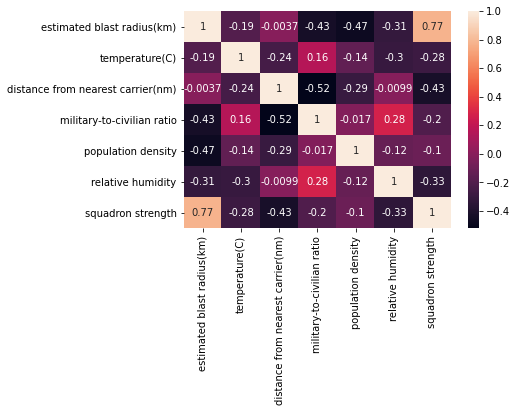 estimated blast radius(km) 1 -0.19 -0.0037 -0.43 -0.47 -0.31 0.77
temperature(C) -0.19 1 -0.24 0.16 -0.14 -0.3 -0.28
distance from nearest carrier(nm) -0.0037 -0.24 1 -0.52 -0.29 -0.0099 -0.43
military-to-civilian ratio -0.43 0.16 -0.52 1 -0.017 0.28 -0.2
population density -0.47 -0.14 -0.29 -0.017 1 -0.12 -0.1
relative humidity -0.31 -0.3 -0.0099 0.28 -0.12 1 -0.33
squadron strength 0.77 -0.28 -0.43 -0.2 -0.1 -0.33 1
estimated blast radius(km)
temperature(C)
distance from nearest carrier(nm)
military-to-civilian ratio
population density
relative humidity
squadron strength
1.0
0.8
0.6
0.4
0.2
0.0
-0.2
-0.4